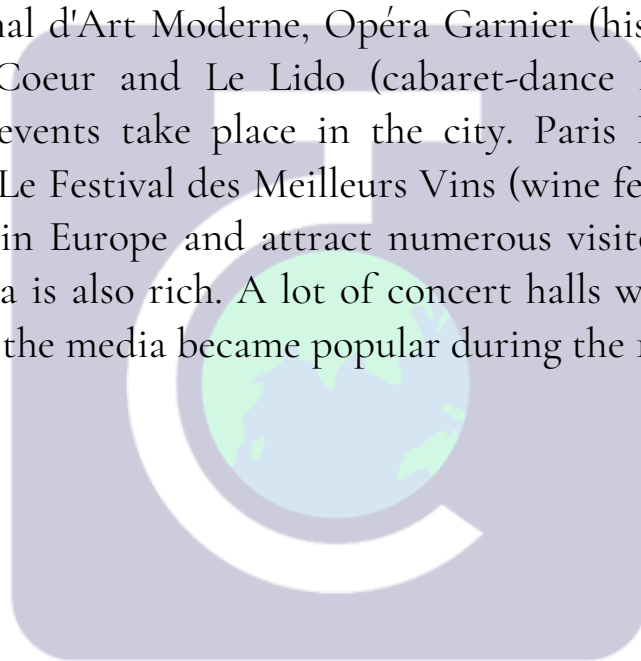 nal d'Art Moderne, Opéra Garnier (his
Coeur and Le Lido (cabaret-dance
events take place in the city. Paris
Le Festival des Meilleurs Vins (wine fe
in Europe and attract numerous visit
a is also rich. A lot of concert halls w
the media became popular during the